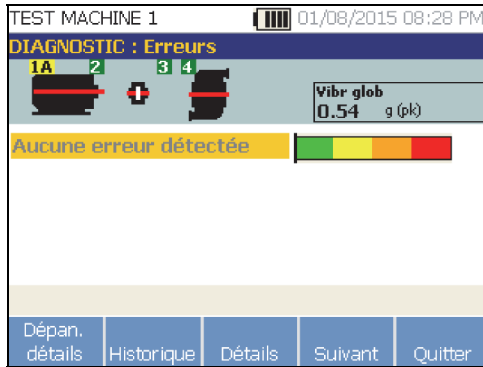 TEST MACHINE 1 01/08/2015 08:28 PM
DIAGNOSTIC : Erreurs
1A 2 3 4
Vibr glob
0.54 g (pk)
Aucune erreur détectée
Dépan. détails Historique Détails Suivant Quitter